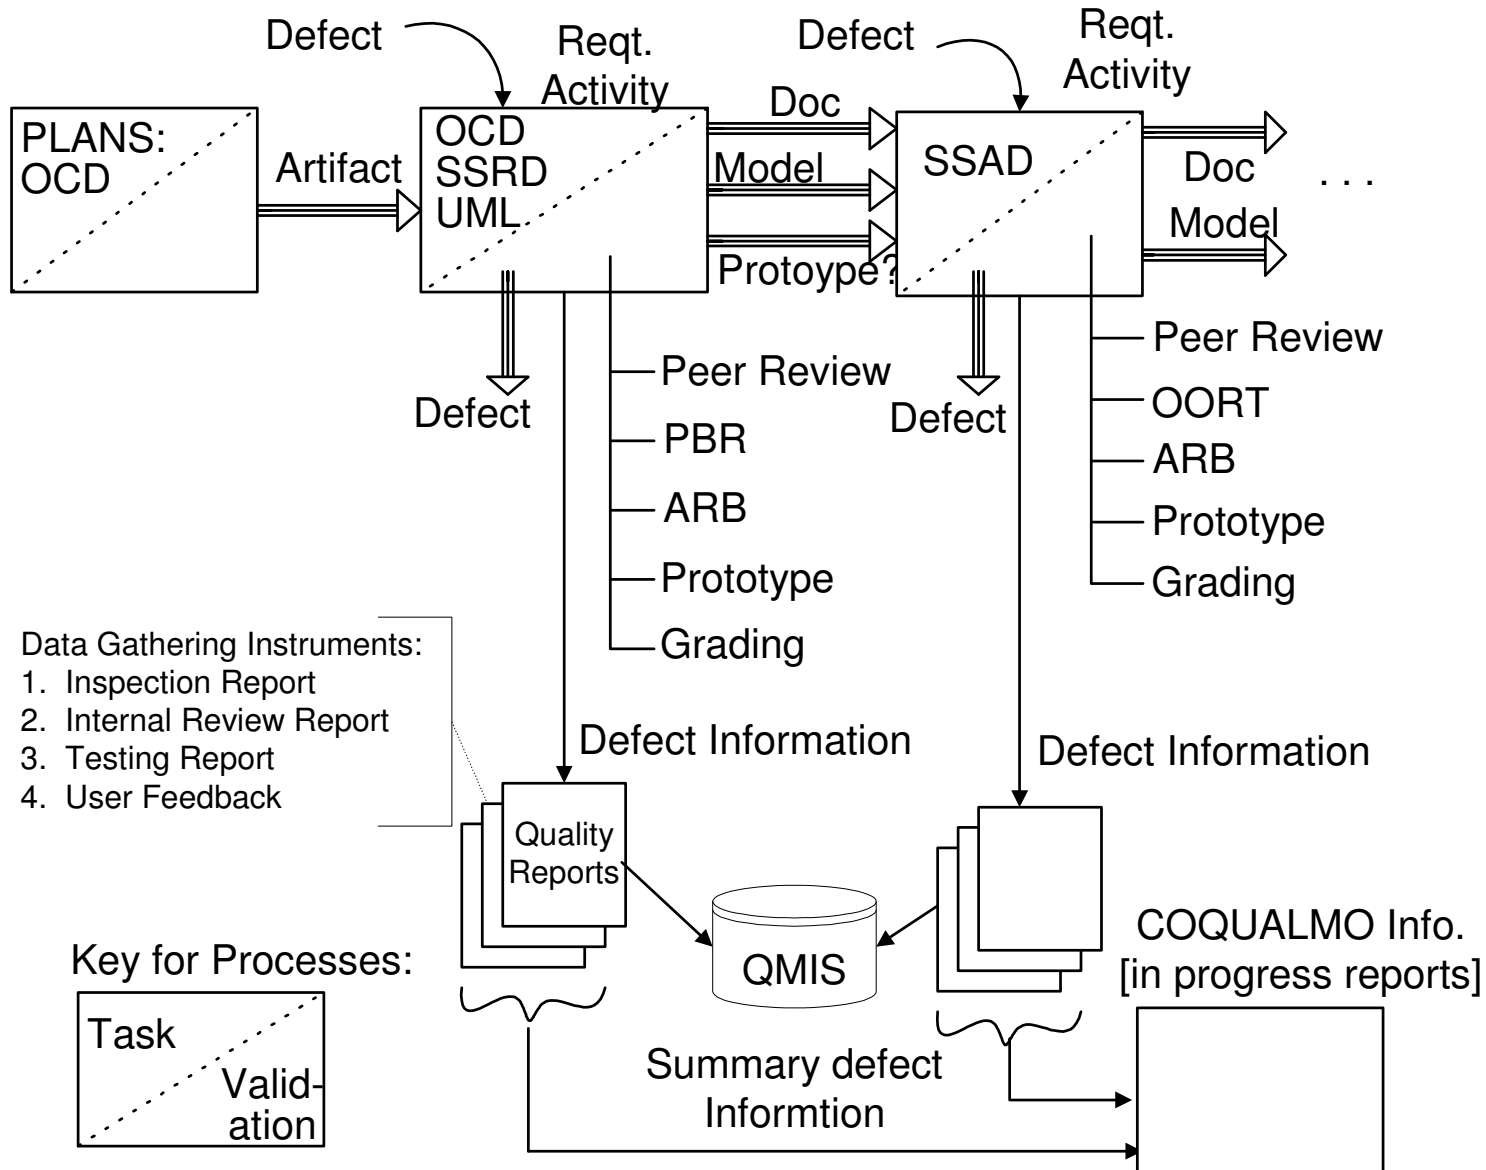 Defect
Reqt.
Activity
Defect
Reqt.
Activity
PLANS:
OCD
Artifact
OCD
SSRD
UML
Doc
Model
Protoype?
SSAD
Doc
Model
. . .
Defect
Peer Review
PBR
ARB
Prototype
Grading
Defect
Peer Review
OORT
ARB
Prototype
Grading
Data Gathering Instruments:
1. Inspection Report
2. Internal Review Report
3. Testing Report
4. User Feedback
Defect Information
Defect Information
Quality
Reports
QMIS
COQUALMO Info.
[in progress reports]
Key for Processes:
Task
Valid-
ation
Summary defect
Informtion